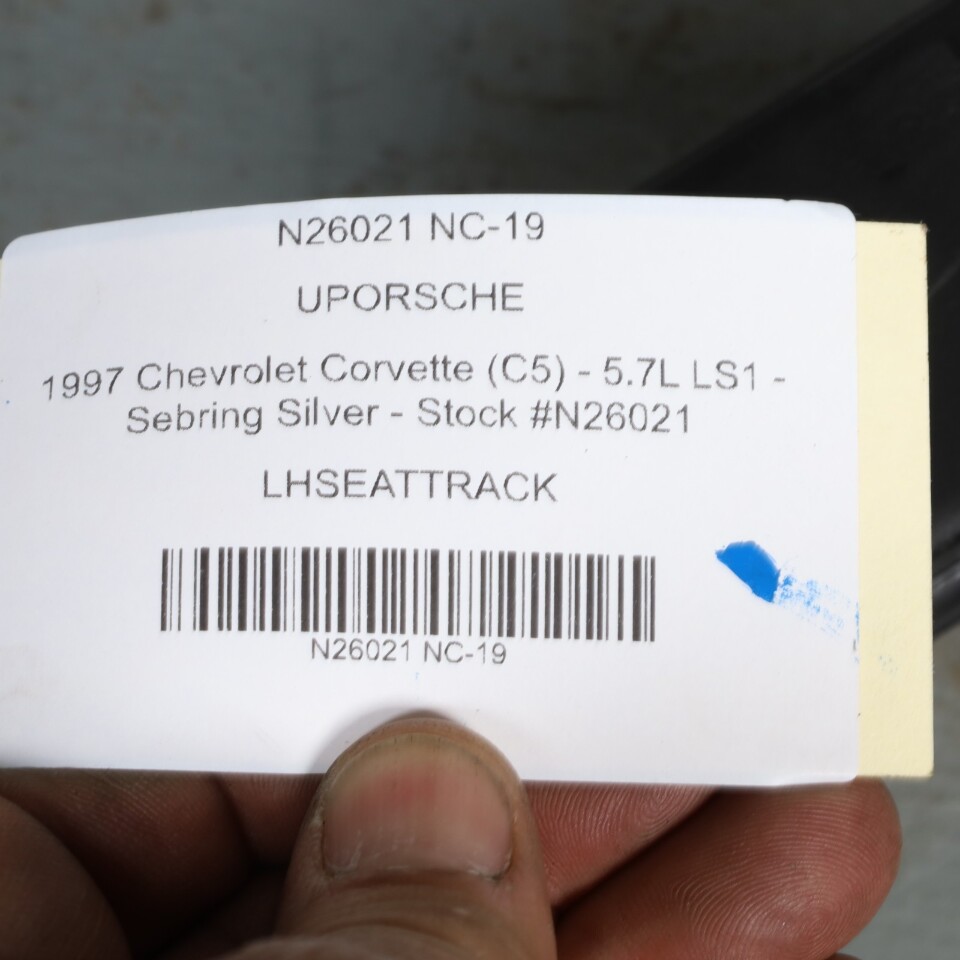 N26021 NC-19
UPORSCHE
1997 Chevrolet Corvette (C5) - 5.7L LS1 -
Sebring Silver - Stock #N26021
LHSEATTRACK
N26021 NC-19